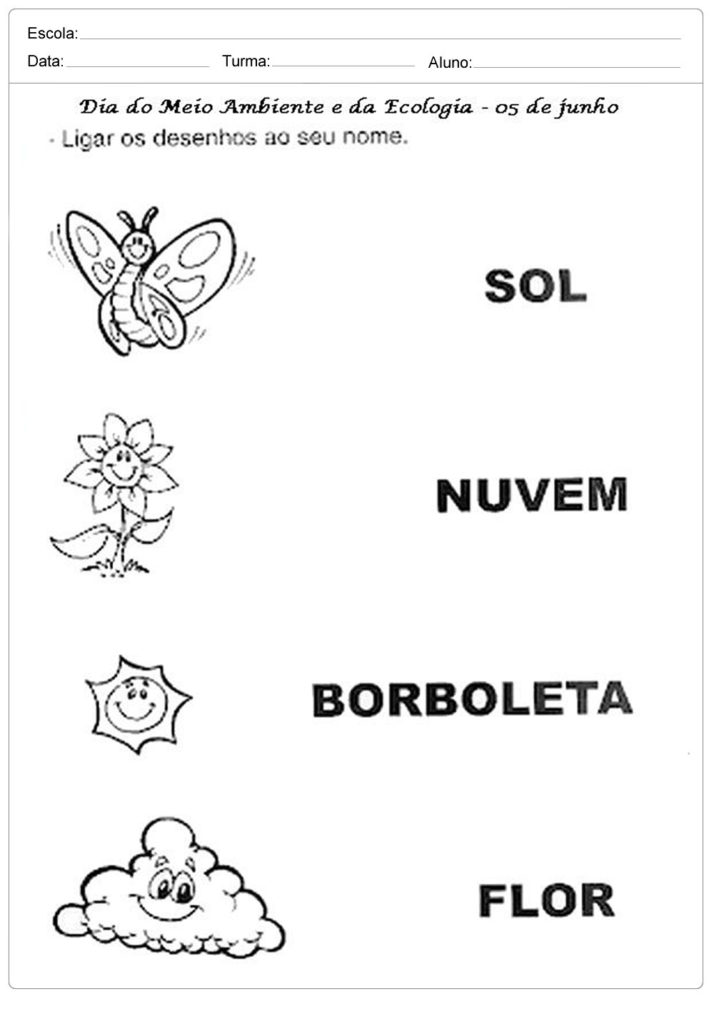 Escola:
Data: Turma: Aluno:
Dia do Meio Ambiente e da Ecologia - 05 de junho
- Ligar os desenhos ao seu nome.
SOL
NUVEM
BORBOLETA
FLOR